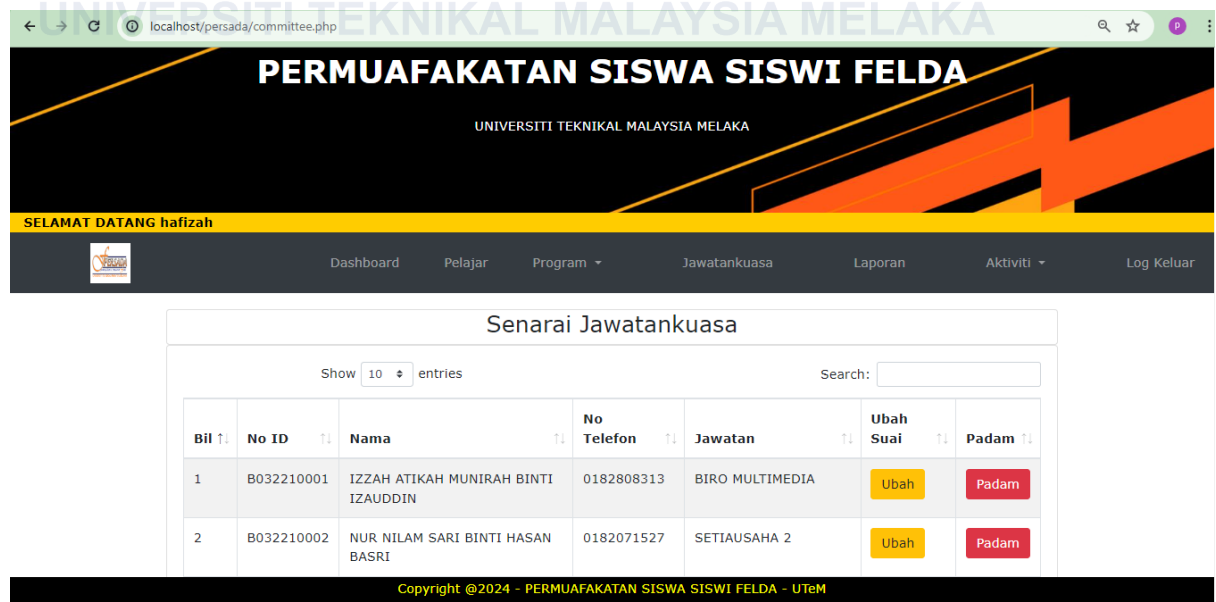 UNIVERSITI TEKNIKAL MALAYSIA MELAKA
localhost/persada/committee.php
P
PERMUAFAKATAN SISWA SISWI FELDA
UNIVERSITI TEKNIKAL MALAYSIA MELAKA
SELAMAT DATANG hafizah
PERSADA Dashboard Pelajar Program Jawatankuasa Laporan Aktiviti Log Keluar
Senarai Jawatankuasa
Show 10 entries Search:
Bil No ID Nama No Telefon Jawatan Ubah Suai Padam
1 B032210001 IZZAH ATIKAH MUNIRAH BINTI IZAUDDIN 0182808313 BIRO MULTIMEDIA Ubah Padam
2 B032210002 NUR NILAM SARI BINTI HASAN BASRI 0182071527 SETIAUSAHA 2 Ubah Padam
Copyright @2024 - PERMUAFAKATAN SISWA SISWI FELDA - UTeM